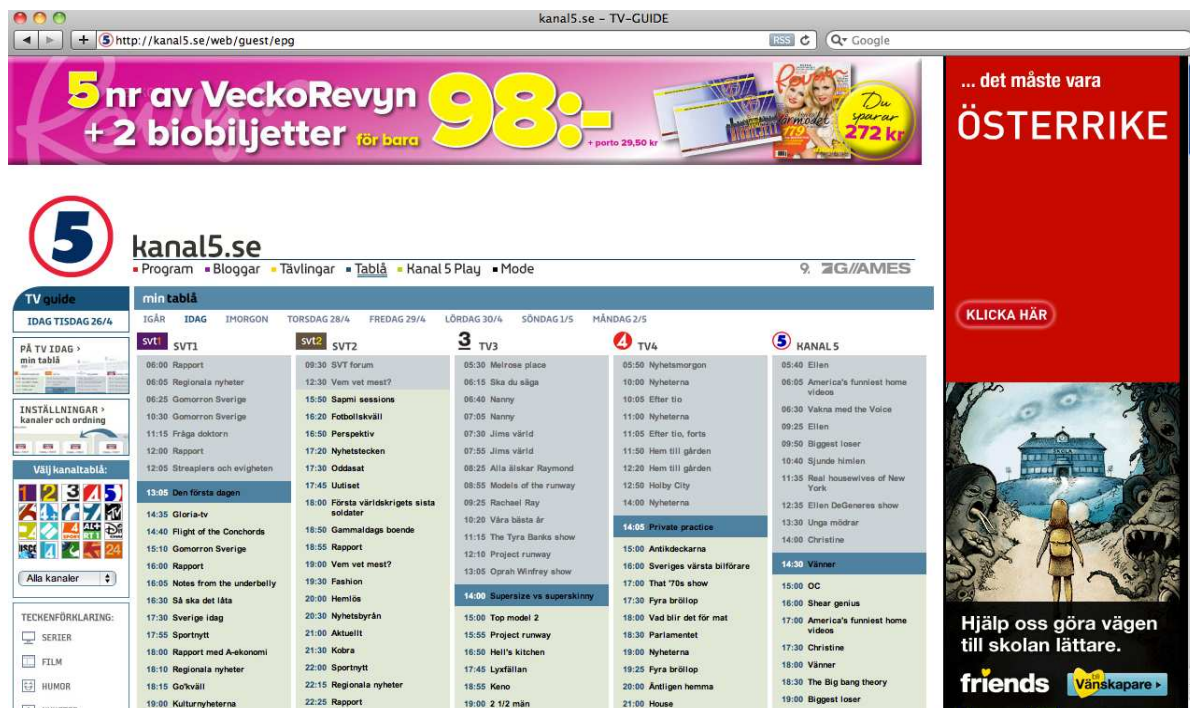 kanal5.se – TV-GUIDE
http://kanal5.se/web/guest/epg
RSS
Google
5 nr av VeckoRevyn
+ 2 biobiljetter för bara
98:-
+ porto 29,50 kr
Du
sparar
272 kr
... det måste vara
ÖSTERRIKE
KLICKA HÄR
5
kanal5.se
Program
Bloggar
Tävlingar
Tablå
Kanal 5 Play
Mode
TV guide
IDAG TISDAG 26/4
PÅ TV IDAG ›
min tablå
INSTÄLLNINGAR ›
kanaler och ordning
Välj kanaltablå:
Alla kanaler
TECKENFÖRKLARING:
SERIER
FILM
HUMOR
min tablå
IGÅR IDAG IMORGON TORSDAG 28/4 FREDAG 29/4 LÖRDAG 30/4 SÖNDAG 1/5 MÅNDAG 2/5
svt1 SVT1
06:00 Rapport
06:05 Regionala nyheter
06:25 Gomorron Sverige
10:30 Gomorron Sverige
11:15 Fråga doktorn
12:00 Rapport
12:05 Streaplers och evigheten
13:05 Den första dagen
14:35 Gloria-tv
14:40 Flight of the Conchords
15:10 Gomorron Sverige
16:00 Rapport
16:05 Notes from the underbelly
16:30 Så ska det låta
17:30 Sverige idag
17:55 Sportnytt
18:00 Rapport med A-ekonomi
18:10 Regionala nyheter
18:15 Go'kväll
19:00 Kulturnyheterna
svt2 SVT2
09:30 SVT forum
12:30 Vem vet mest?
15:50 Sapmi sessions
16:20 Fotbollskväll
16:50 Perspektiv
17:20 Nyhetstecken
17:30 Oddasat
17:45 Uutiset
18:00 Första världskrigets sista
soldater
18:50 Gammaldags boende
18:55 Rapport
19:00 Vem vet mest?
19:30 Fashion
20:00 Hemlös
20:30 Nyhetsbyrån
21:00 Aktuellt
21:30 Kobra
22:00 Sportnytt
22:15 Regionala nyheter
22:25 Rapport
3 TV3
05:30 Melrose place
06:15 Ska du säga
06:40 Nanny
07:05 Nanny
07:30 Jims värld
07:55 Jims värld
08:25 Alla älskar Raymond
08:55 Models of the runway
09:25 Rachael Ray
10:20 Våra bästa år
11:15 The Tyra Banks show
12:10 Project runway
13:05 Oprah Winfrey show
14:00 Supersize vs superskinny
15:00 Top model 2
15:55 Project runway
16:50 Hell's kitchen
17:45 Lyxfällan
18:55 Keno
19:00 2 1/2 män
4 TV4
05:50 Nyhetsmorgon
10:00 Nyheterna
10:05 Efter tio
11:00 Nyheterna
11:05 Efter tio, forts
11:50 Hem till gården
12:20 Hem till gården
12:50 Holby City
14:00 Nyheterna
14:05 Private practice
15:00 Antikdeckarna
16:00 Sveriges värsta bilförare
17:00 That '70s show
17:30 Fyra bröllop
18:00 Vad blir det för mat
18:30 Parlamentet
19:00 Nyheterna
19:25 Fyra bröllop
20:00 Äntligen hemma
21:00 House
5 KANAL 5
05:40 Ellen
06:05 America's funniest home
videos
06:30 Vakna med the Voice
09:25 Ellen
09:50 Biggest loser
10:40 Sjunde himlen
11:35 Real housewives of New
York
12:35 Ellen DeGeneres show
13:30 Unga mödrar
14:00 Christine
14:30 Vänner
15:00 OC
16:00 Shear genius
17:00 America's funniest home
videos
17:30 Christine
18:00 Vänner
18:30 The Big bang theory
19:00 Biggest loser
SKOLA
Hjälp oss göra vägen
till skolan lättare.
friends
Bli
Vänskapare